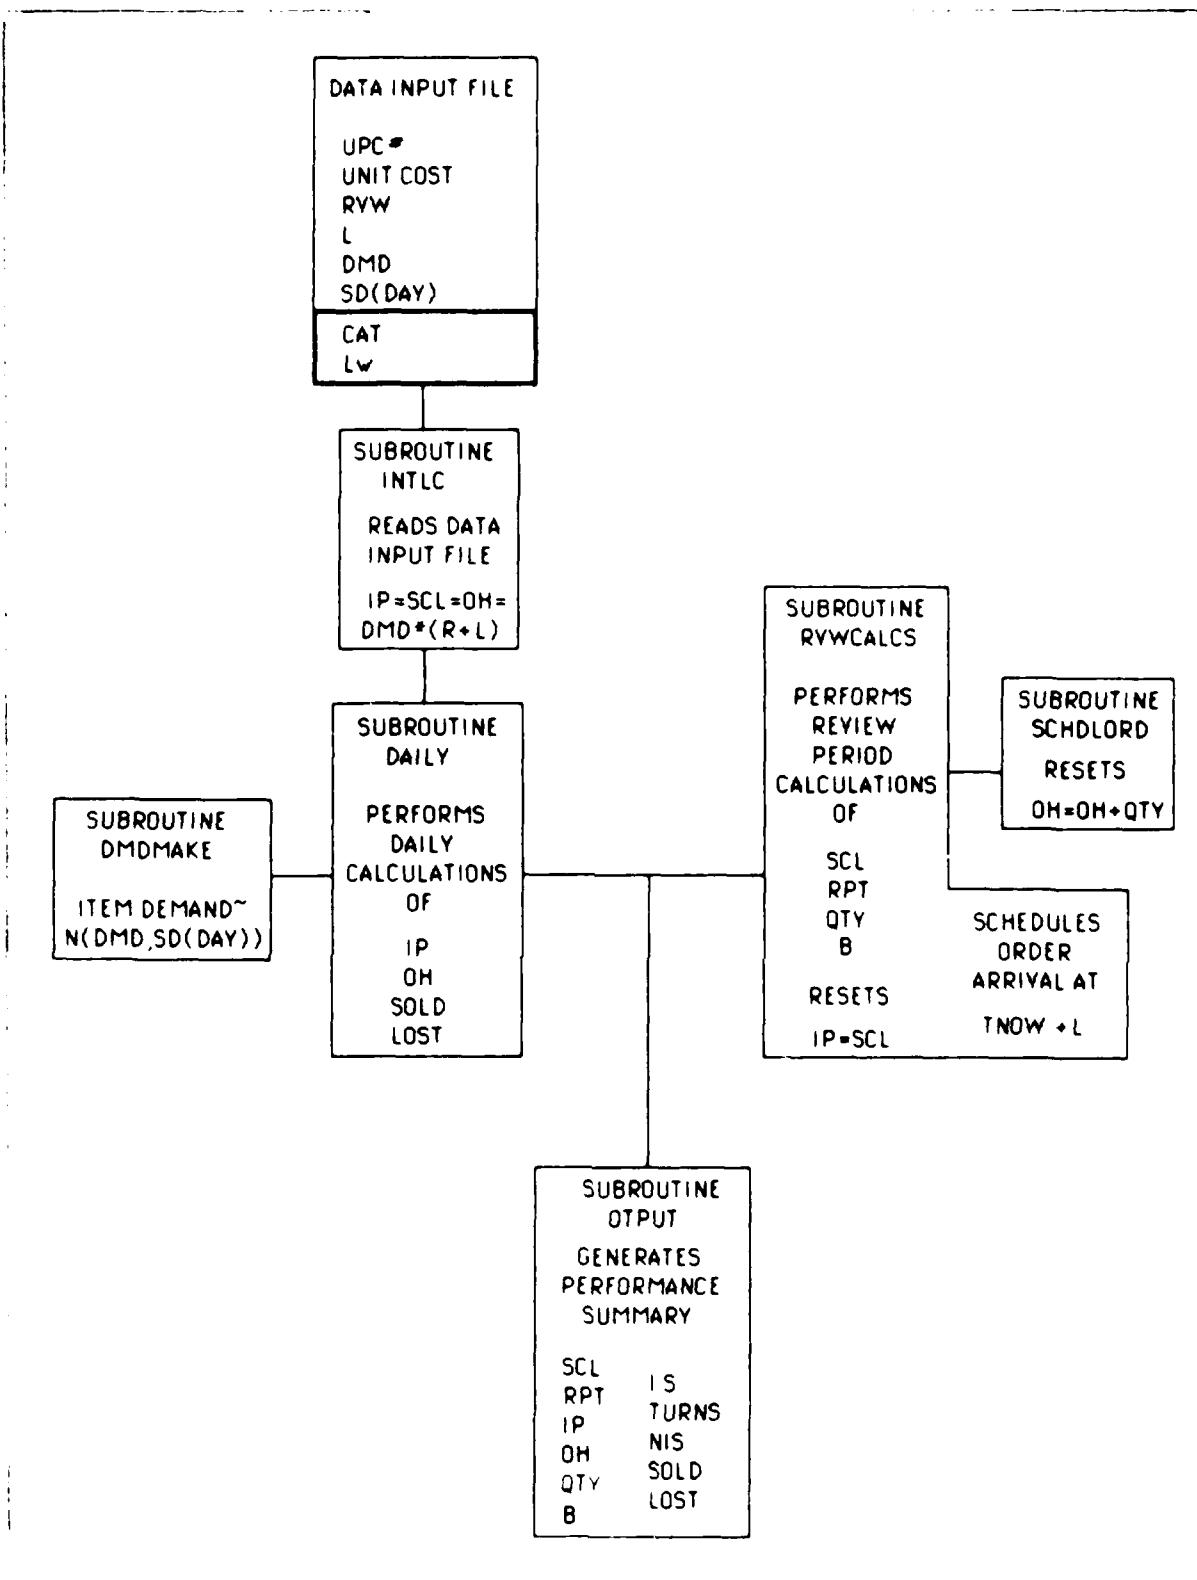 DATA INPUT FILE
UPC#
UNIT COST
RVW
L
DMD
SD(DAY)
CAT
Lw
SUBROUTINE
INTLC
READS DATA
INPUT FILE
IP=SCL=OH=
DMD*(R+L)
SUBROUTINE
DAILY
PERFORMS
DAILY
CALCULATIONS
OF
IP
OH
SOLD
LOST
SUBROUTINE
DMDMAKE
ITEM DEMAND~
N(DMD,SD(DAY))
SUBROUTINE
RVWCALCS
PERFORMS
REVIEW
PERIOD
CALCULATIONS
OF
SCL
RPT
QTY
B
RESETS
IP=SCL
SCHEDULES
ORDER
ARRIVAL AT
TNOW + L
SUBROUTINE
SCHDLORD
RESETS
OH=OH+QTY
SUBROUTINE
OTPUT
GENERATES
PERFORMANCE
SUMMARY
SCL
RPT
IP
OH
QTY
B
IS
TURNS
NIS
SOLD
LOST